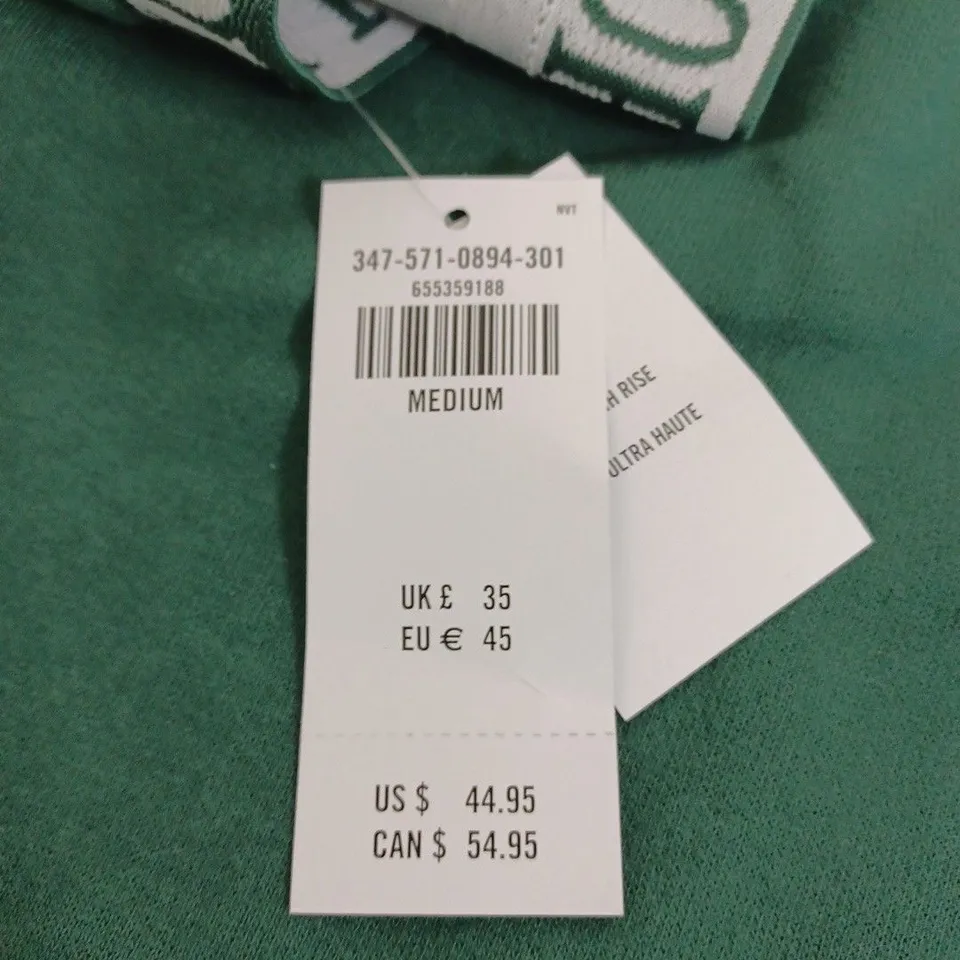 NVT
347-571-0894-301
655359188
MEDIUM
UK £ 35
EU € 45
US $ 44.95
CAN $ 54.95
RISE
ULTRA HAUTE